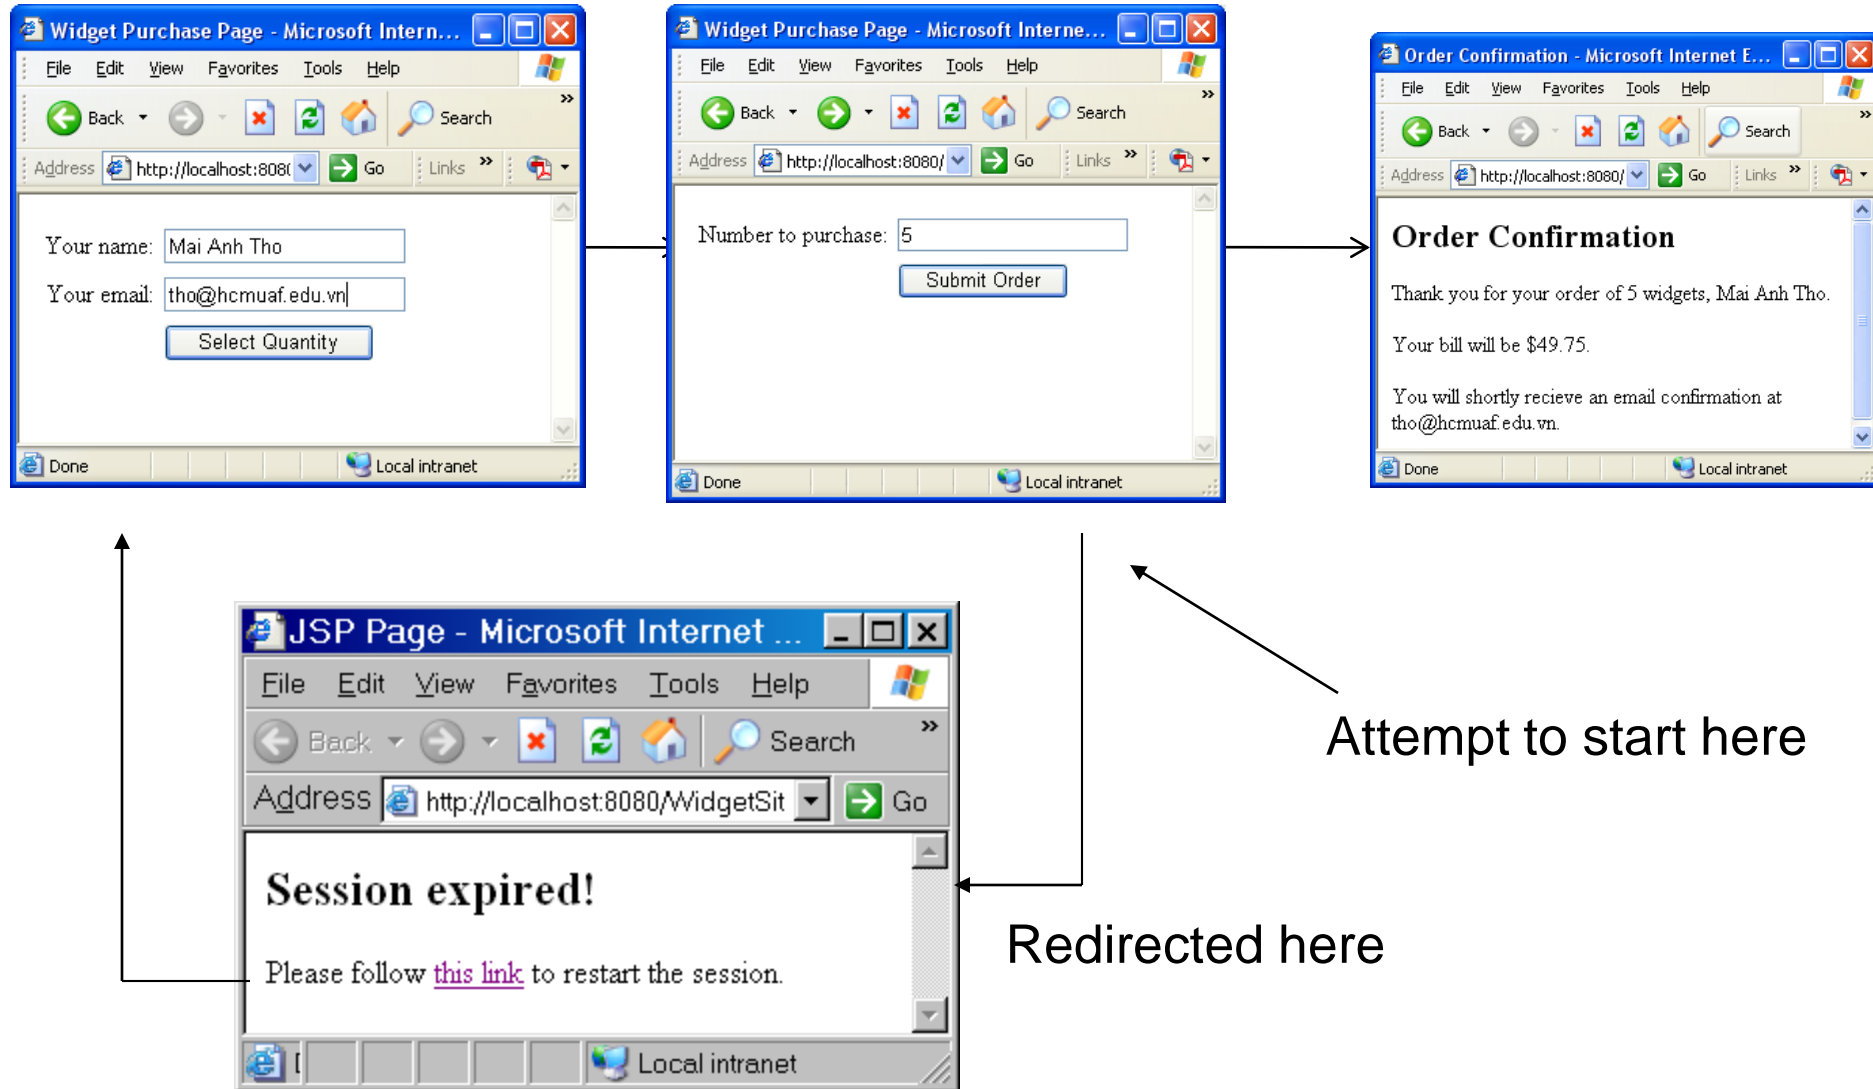 Widget Purchase Page - Microsoft Intern...
File Edit View Favorites Tools Help
Back Search »
Address http://localhost:808( Go Links »
Your name: Mai Anh Tho
Your email: tho@hcmuaf.edu.vn
Select Quantity
Done Local intranet
Widget Purchase Page - Microsoft Interne...
File Edit View Favorites Tools Help
Back Search »
Address http://localhost:8080/ Go Links »
Number to purchase: 5
Submit Order
Done Local intranet
Order Confirmation - Microsoft Internet E...
File Edit View Favorites Tools Help
Back Search »
Address http://localhost:8080/ Go Links »
Order Confirmation
Thank you for your order of 5 widgets, Mai Anh Tho.
Your bill will be $49.75.
You will shortly recieve an email confirmation at
tho@hcmuaf.edu.vn.
Done Local intranet
JSP Page - Microsoft Internet ...
File Edit View Favorites Tools Help
Back Search »
Address http://localhost:8080/WidgetSit Go
Session expired!
Please follow this link to restart the session.
Local intranet
Attempt to start here
Redirected here